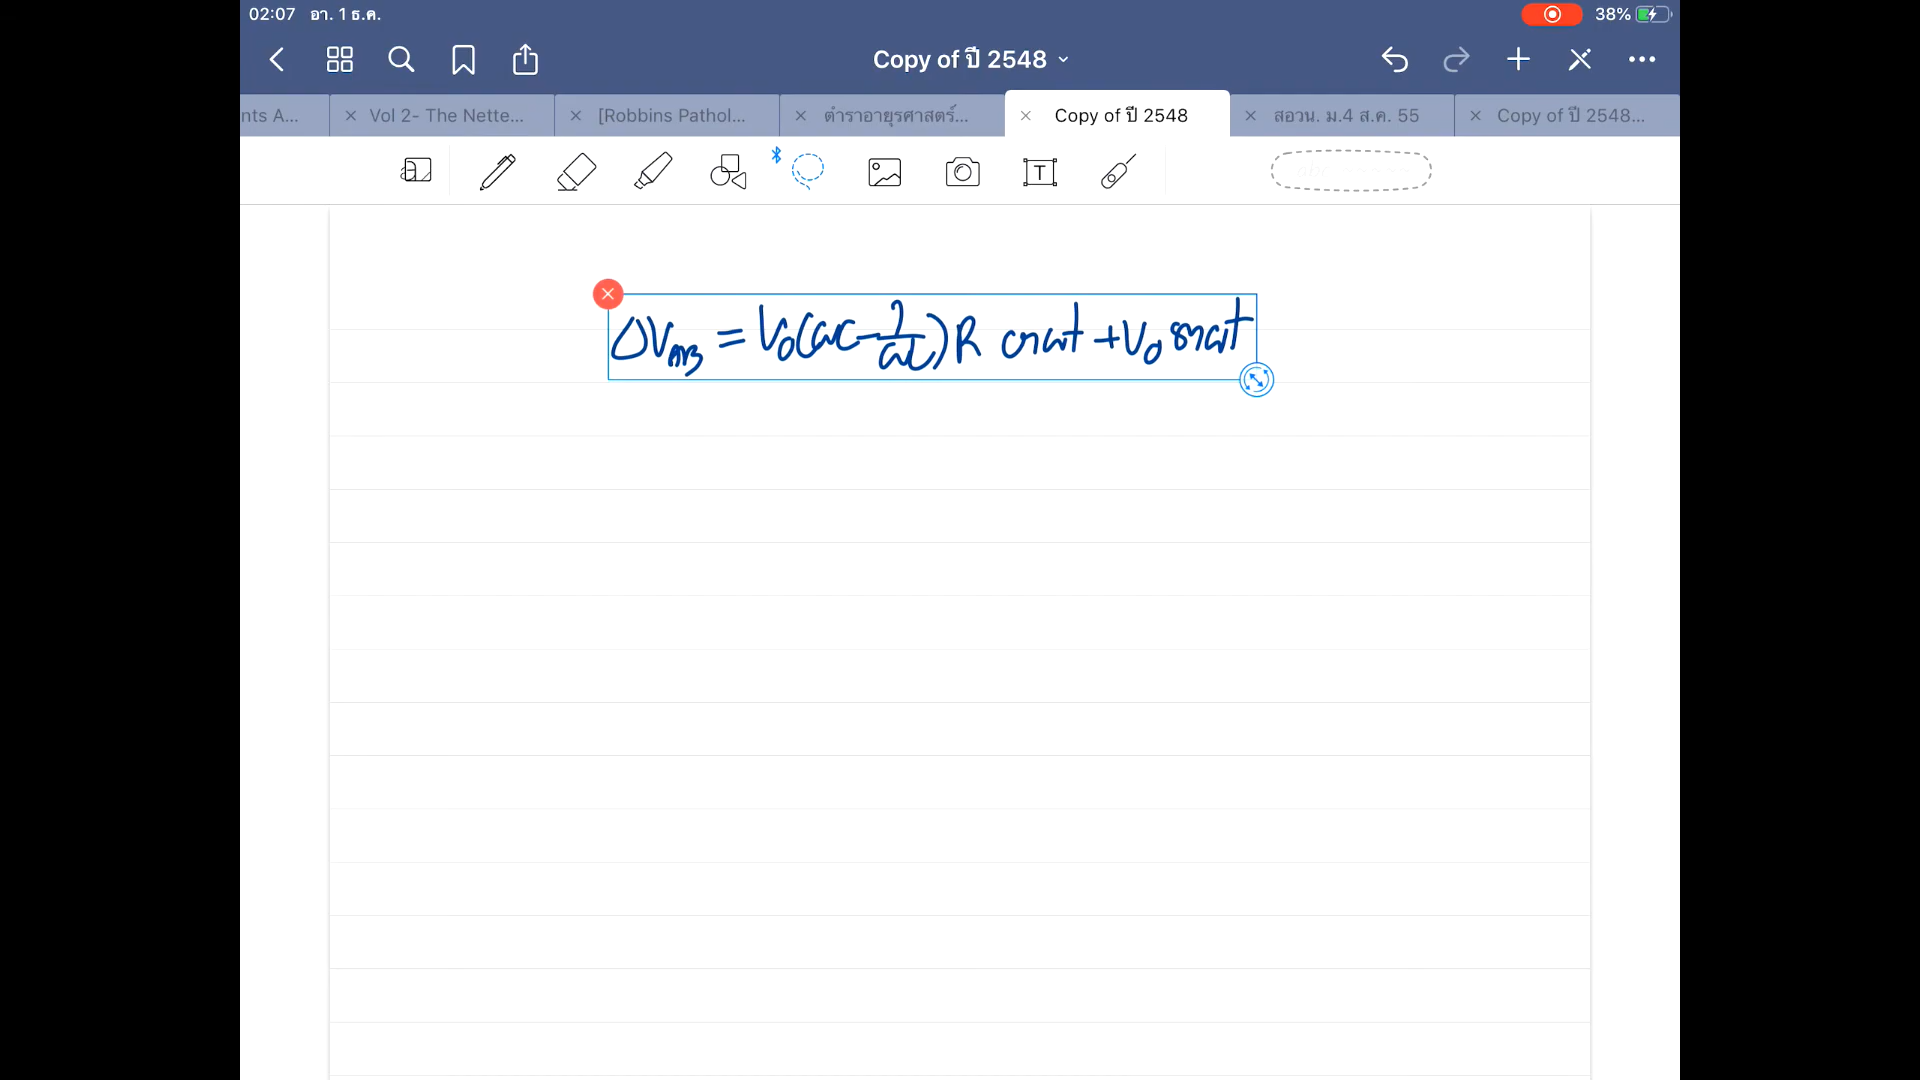 02:07 อา. 1 ธ.ค. 38%
Copy of ปี 2548
nts A... Vol 2- The Nette... [Robbins Pathol... ตำราอายุรศาสตร์... Copy of ปี 2548 สอวน. ม.4 ส.ค. 55 Copy of ปี 2548...
T
ΔV_AB = V₀(ωC - 1/ωL)R cosωt + V₀ sinωt